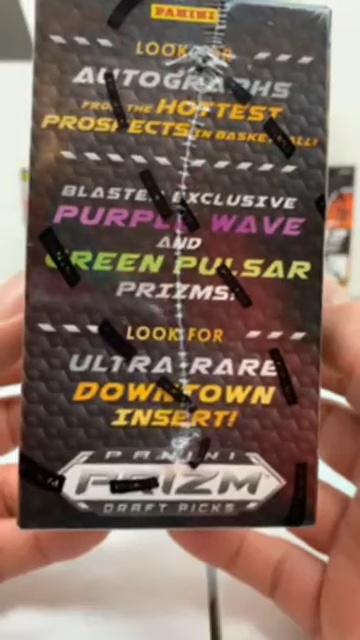 PANINI
LOOK FOR
AUTOGRAPHS
FROM THE HOTTEST
PROSPECTS IN BASKETBALL!
BLASTER EXCLUSIVE
PURPLE WAVE
AND
GREEN PULSAR
PRIZMS!
LOOK FOR
ULTRA-RARE
DOWNTOWN
INSERT!
PANINI
PRIZM
DRAFT PICKS